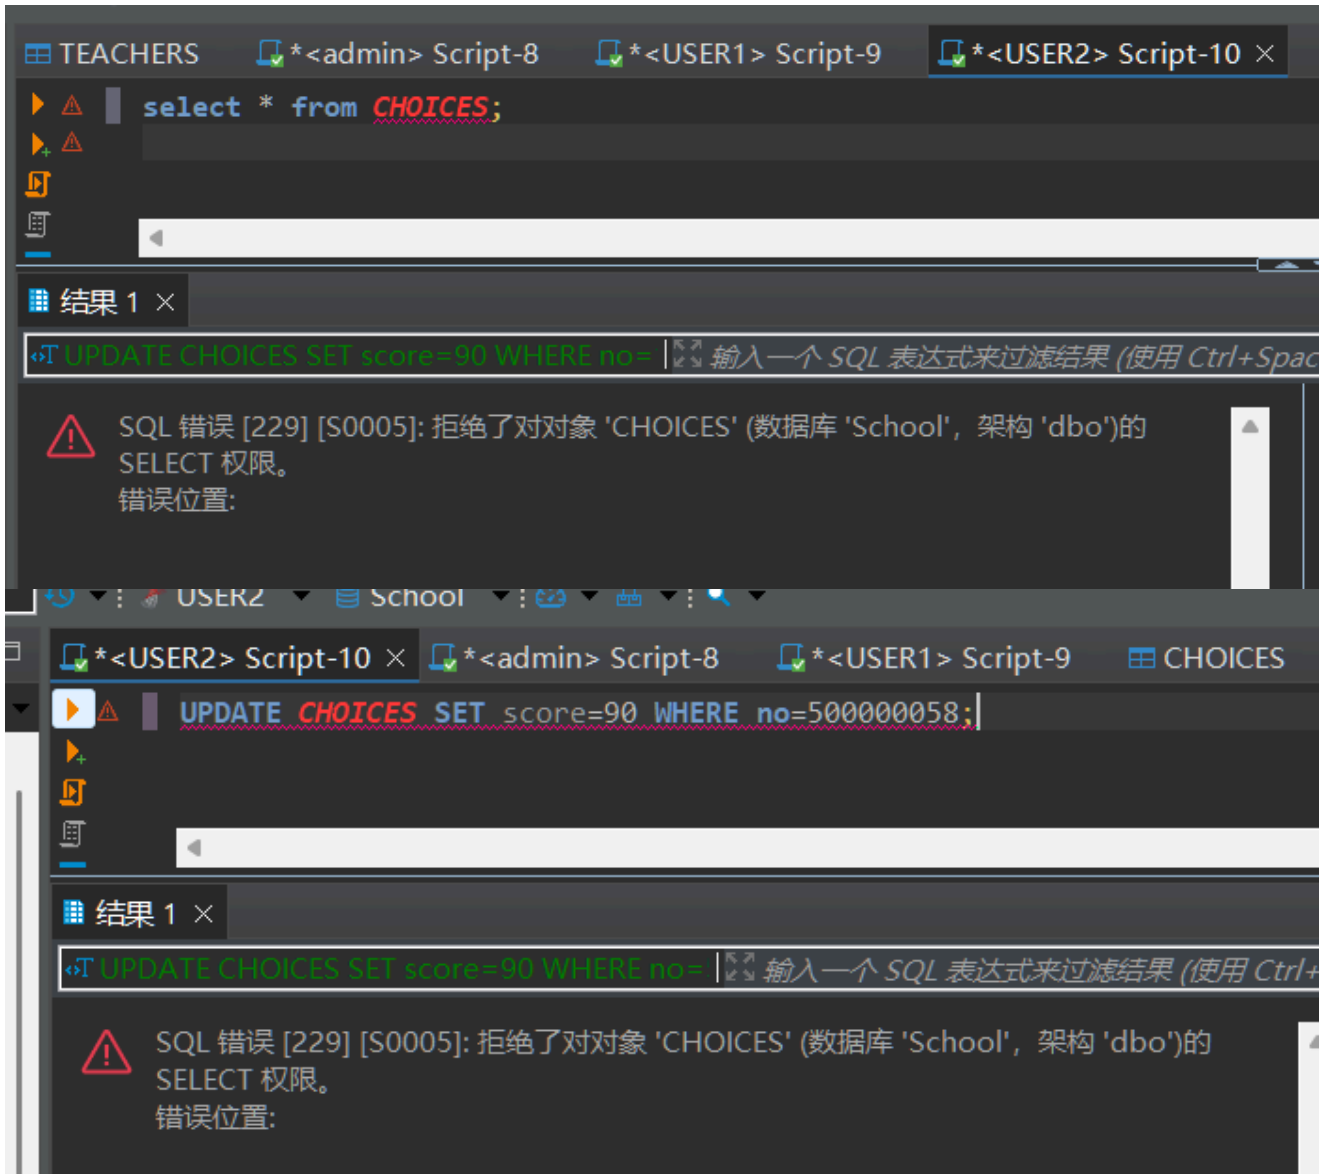 TEACHERS *<admin> Script-8 *<USER1> Script-9 *<USER2> Script-10
select * from CHOICES;
结果 1
UPDATE CHOICES SET score=90 WHERE no= 输入一个 SQL 表达式来过滤结果 (使用 Ctrl+Spac
SQL 错误 [229] [S0005]: 拒绝了对对象 'CHOICES' (数据库 'School'，架构 'dbo')的
SELECT 权限。
错误位置:
USER2 School
*<USER2> Script-10 *<admin> Script-8 *<USER1> Script-9 CHOICES
UPDATE CHOICES SET score=90 WHERE no=500000058;
结果 1
UPDATE CHOICES SET score=90 WHERE no= 输入一个 SQL 表达式来过滤结果 (使用 Ctrl+
SQL 错误 [229] [S0005]: 拒绝了对对象 'CHOICES' (数据库 'School'，架构 'dbo')的
SELECT 权限。
错误位置: